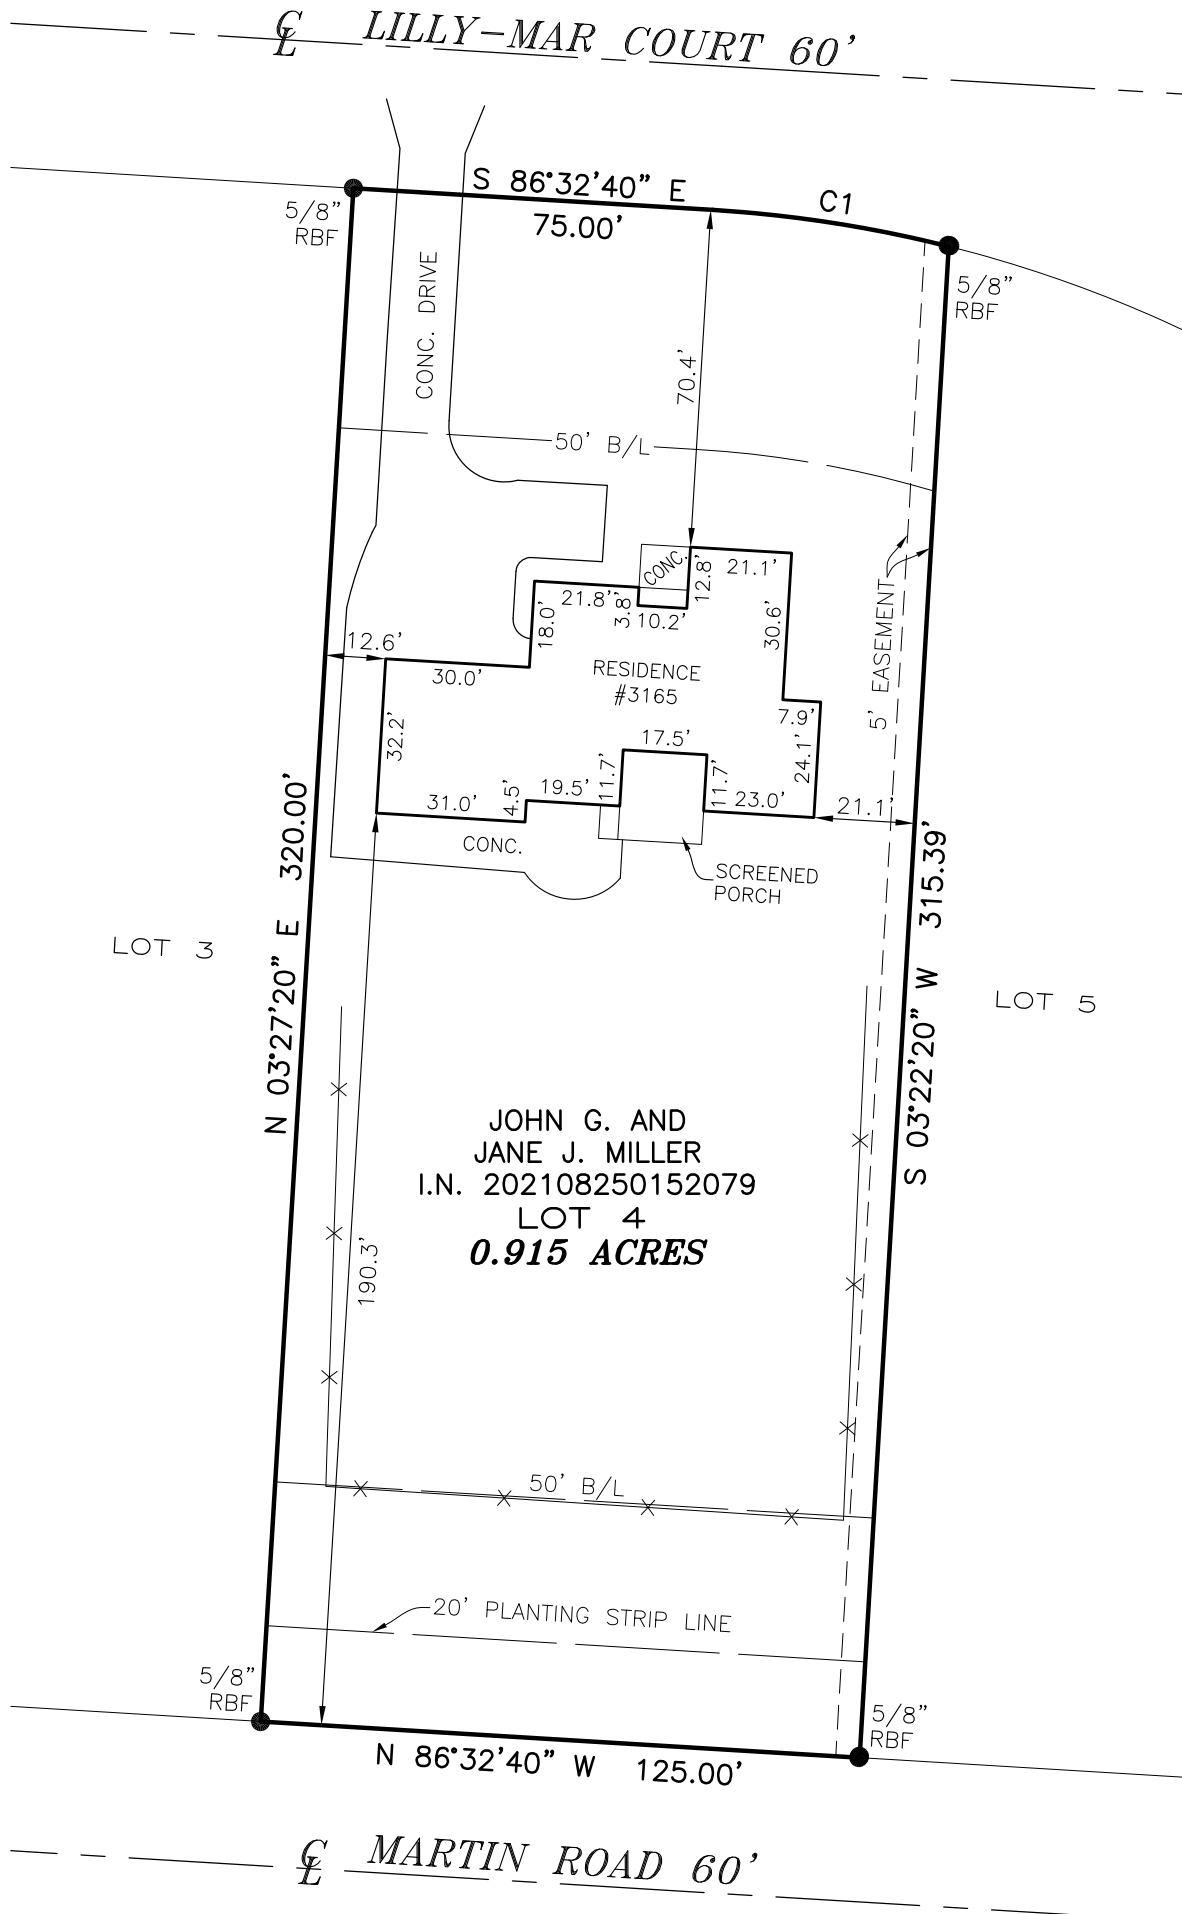 ℄ LILLY-MAR COURT 60'
S 86°32'40" E
C1
75.00'
5/8"
RBF
5/8"
RBF
CONC. DRIVE
70.4'
50' B/L
CONC.
12.8'
21.1'
21.8'
3.8'
10.2'
18.0'
30.6'
5' EASEMENT
12.6'
30.0'
RESIDENCE
#3165
32.2'
7.9'
17.5'
24.1'
11.7'
11.7'
19.5'
31.0'
4.5'
23.0'
21.1'
CONC.
SCREENED
PORCH
N 03°27'20" E 320.00'
S 03°22'20" W 315.39'
LOT 3
LOT 5
JOHN G. AND
JANE J. MILLER
I.N. 202108250152079
LOT 4
0.915 ACRES
190.3'
50' B/L
20' PLANTING STRIP LINE
5/8"
RBF
5/8"
RBF
N 86°32'40" W 125.00'
℄ MARTIN ROAD 60'